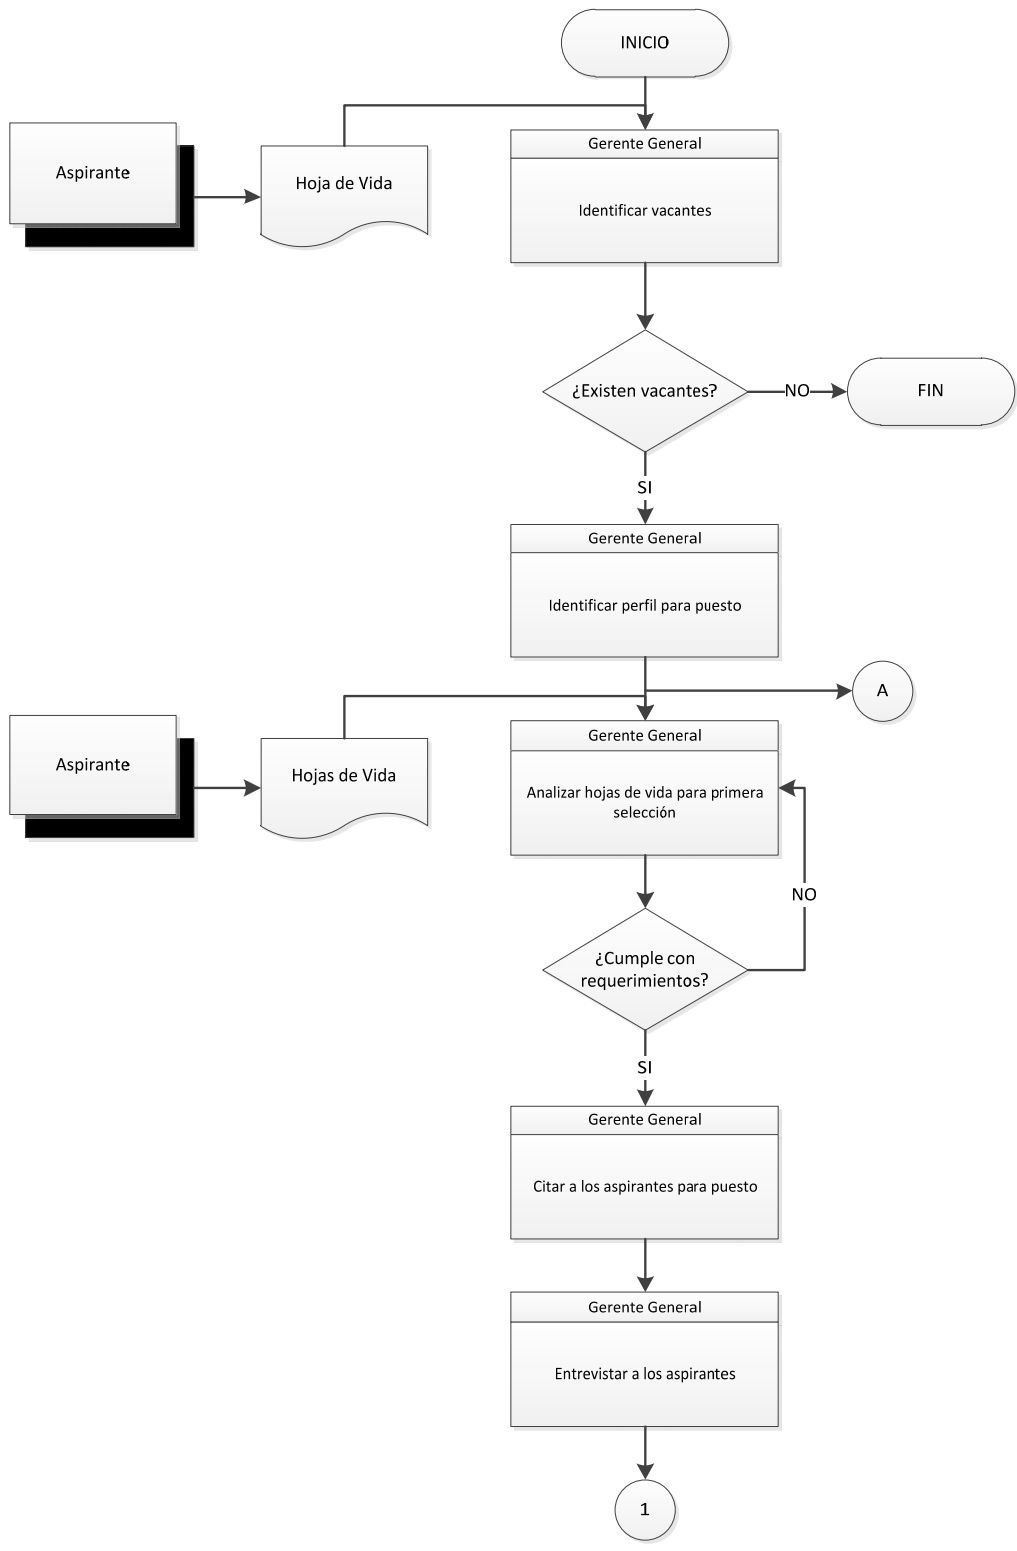 INICIO
Gerente General
Aspirante
Hoja de Vida
Identificar vacantes
¿Existen vacantes?
NO
FIN
SI
Gerente General
Identificar perfil para puesto
A
Gerente General
Aspirante
Hojas de Vida
Analizar hojas de vida para primera
selección
NO
¿Cumple con
requerimientos?
SI
Gerente General
Citar a los aspirantes para puesto
Gerente General
Entrevistar a los aspirantes
1